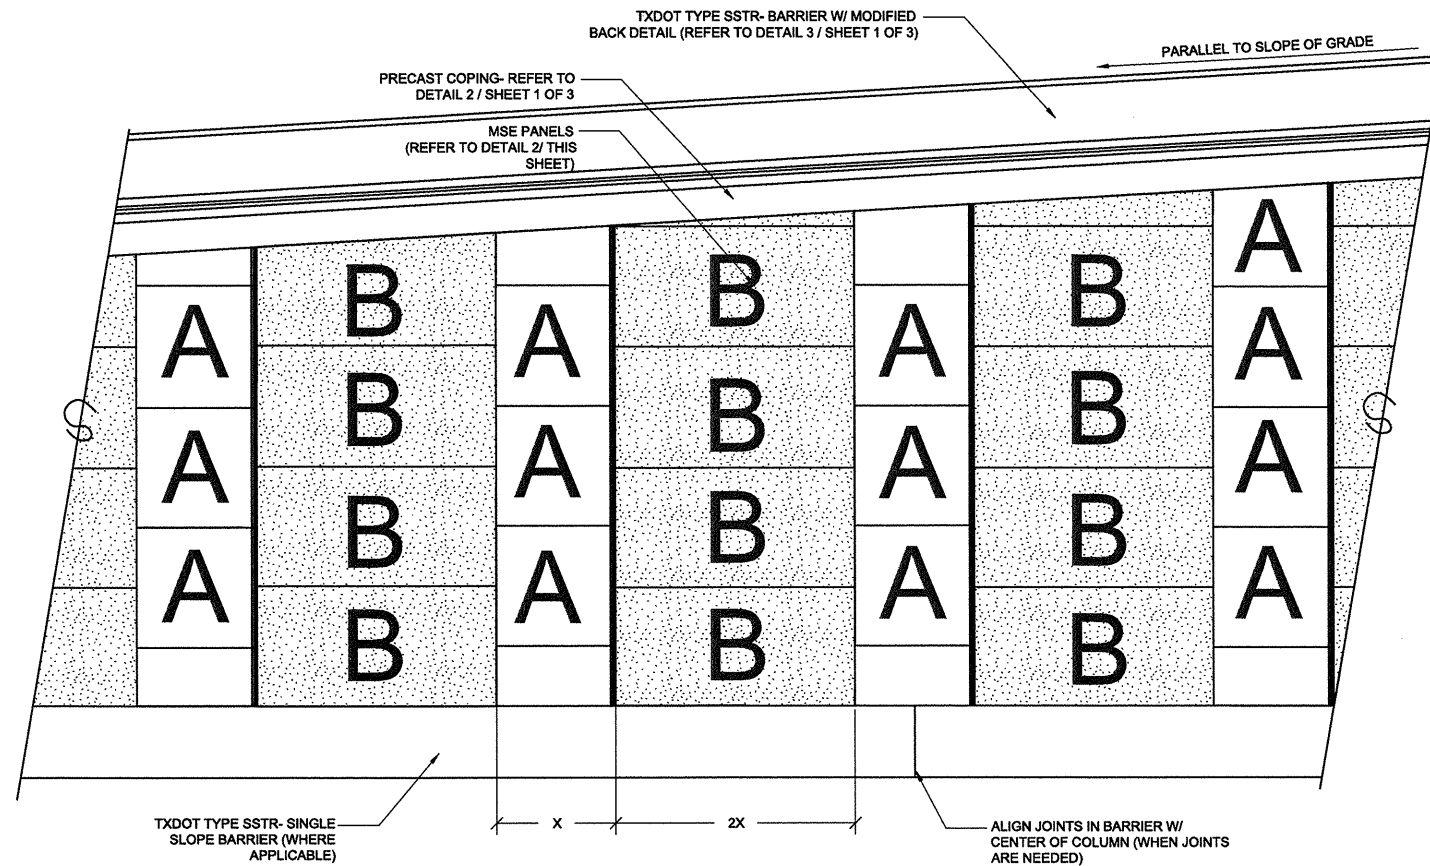 TXDOT TYPE SSTR- BARRIER W/ MODIFIED
BACK DETAIL (REFER TO DETAIL 3 / SHEET 1 OF 3)
PARALLEL TO SLOPE OF GRADE
PRECAST COPING- REFER TO
DETAIL 2 / SHEET 1 OF 3
MSE PANELS
(REFER TO DETAIL 2/ THIS
SHEET)
A
B B B A
A A A A
B B B
A A A A
B B B
A A A A
B B B
S S
X 2X
TXDOT TYPE SSTR- SINGLE
SLOPE BARRIER (WHERE
APPLICABLE)
ALIGN JOINTS IN BARRIER W/
CENTER OF COLUMN (WHEN JOINTS
ARE NEEDED)